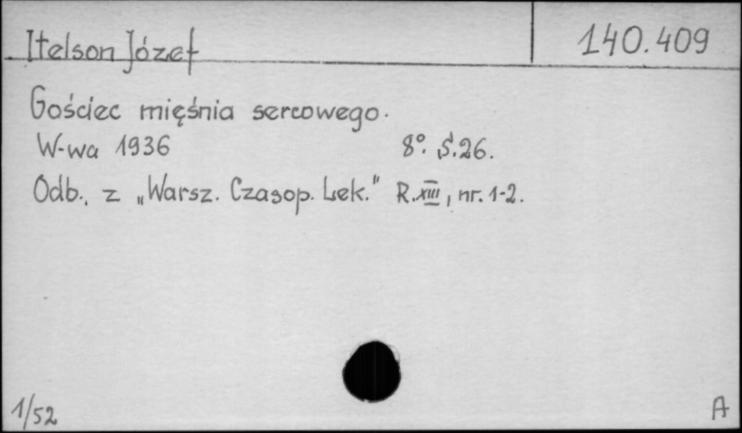 Itelson Józef
140.409
Gościec mięśnia sercowego.
W-wa 1936 8°. S.26.
Odb., z „Warsz. Czasop. Lek." R.XIII, nr. 1-2.
1/52
A